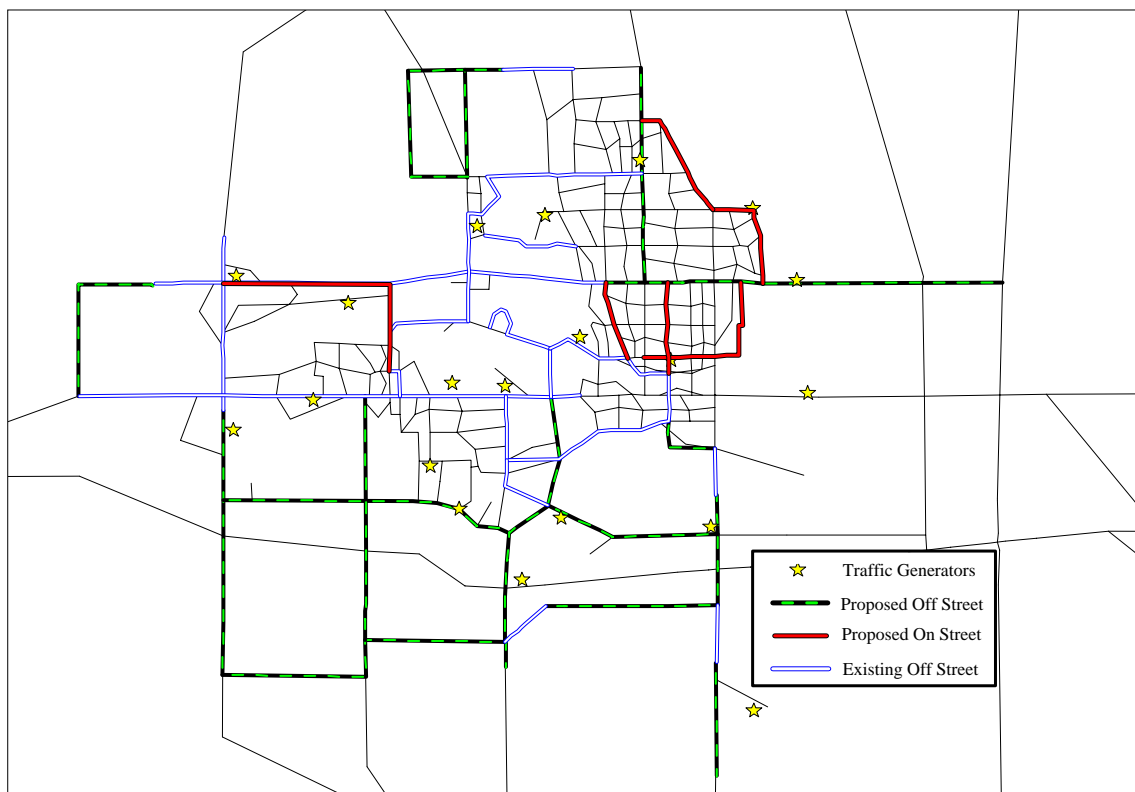 Traffic Generators
Proposed Off Street
Proposed On Street
Existing Off Street